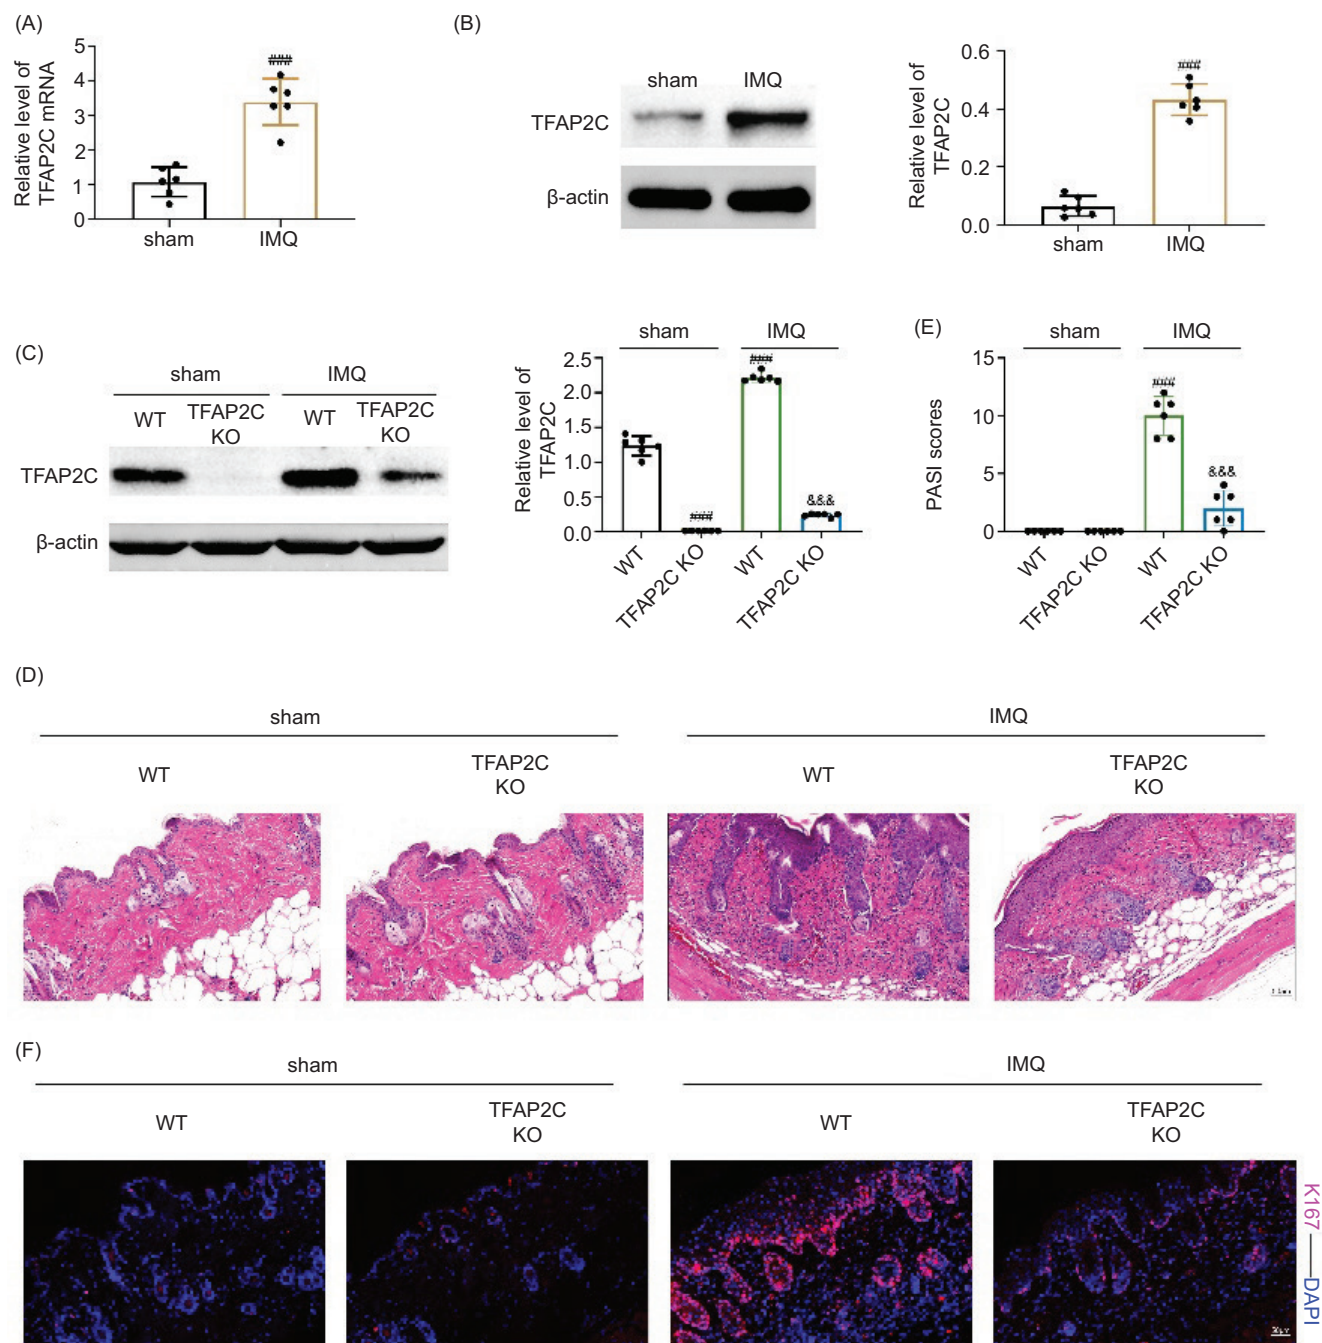 (A)
Relative level of
TFAP2C mRNA
5
4
3
2
1
0
###
sham
IMQ
(B)
sham
IMQ
TFAP2C
β-actin
Relative level of
TFAP2C
0.6
0.4
0.2
0.0
###
sham
IMQ
(C)
sham
IMQ
WT
TFAP2C
KO
WT
TFAP2C
KO
TFAP2C
β-actin
sham
IMQ
Relative level of
TFAP2C
2.5
2.0
1.5
1.0
0.5
0.0
###
###
&&&
WT
TFAP2C KO
WT
TFAP2C KO
(E)
sham
IMQ
PASI scores
15
10
5
0
###
&&&
WT
TFAP2C KO
WT
TFAP2C KO
(D)
sham
IMQ
WT
TFAP2C
KO
WT
TFAP2C
KO
(F)
sham
IMQ
WT
TFAP2C
KO
WT
TFAP2C
KO
K167
DAPI